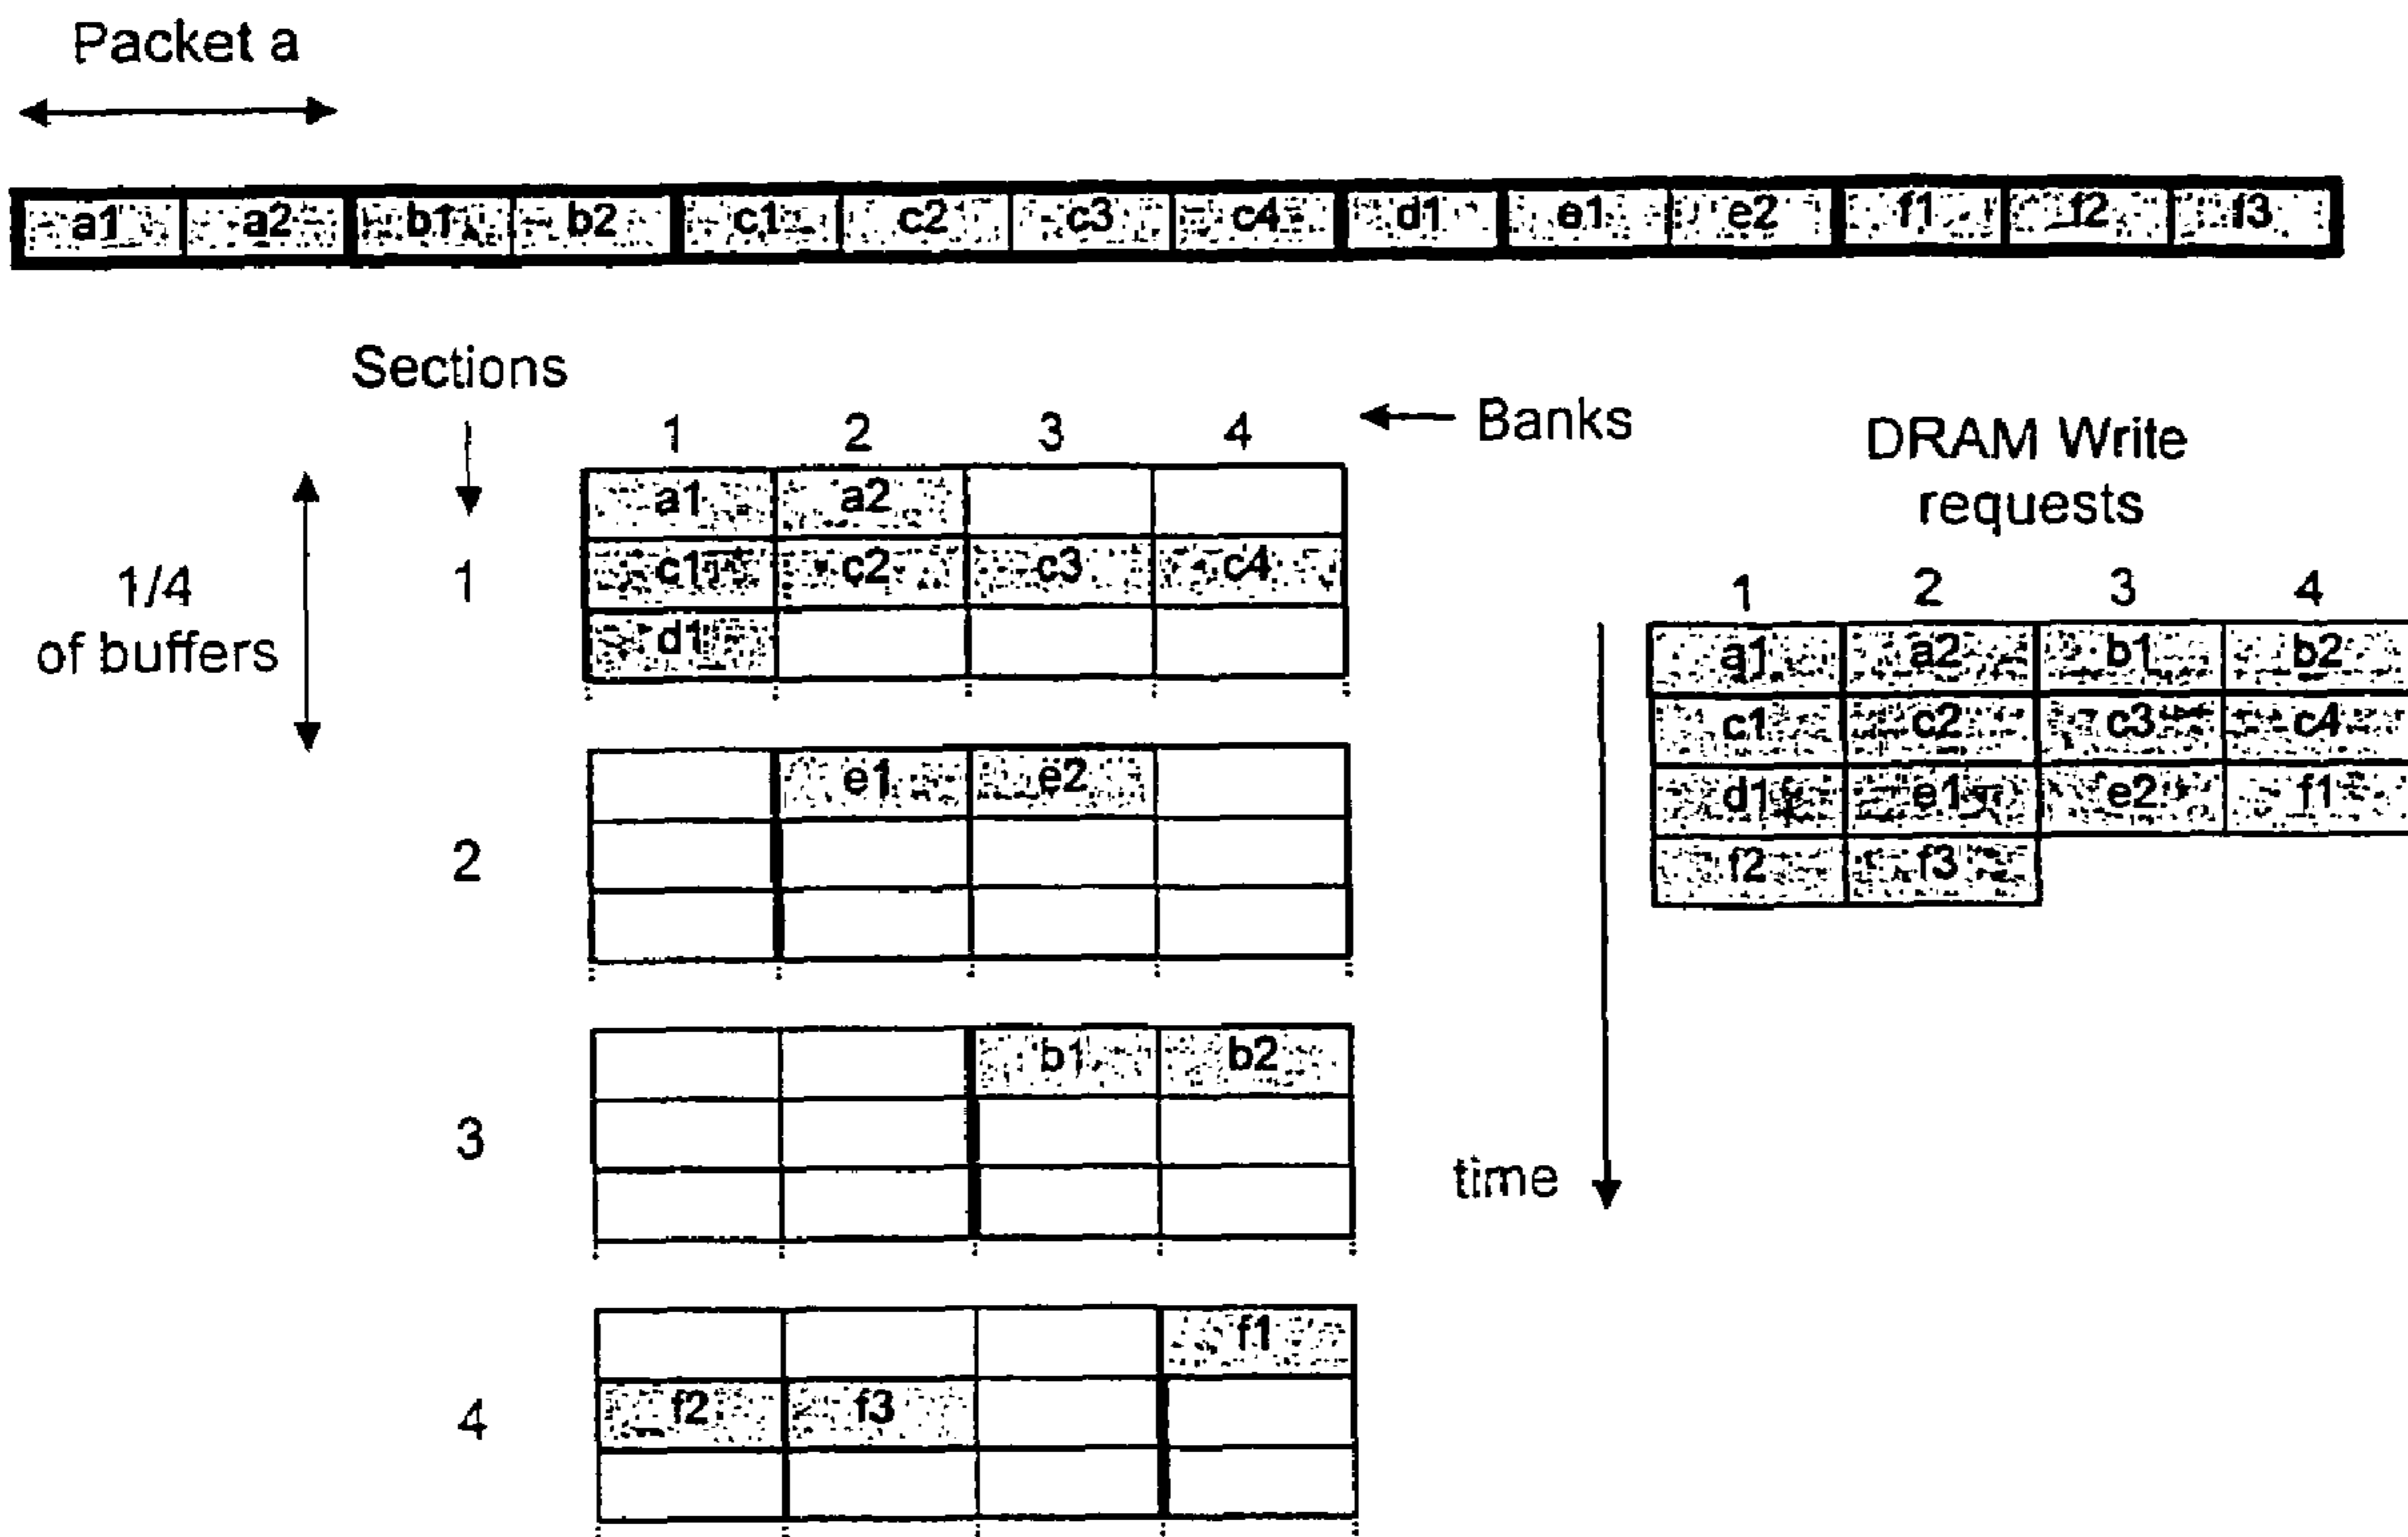 Packet a
a1 a2 b1 b2 c1 c2 c3 c4 d1 e1 e2 f1 f2 f3
Sections
1 2 3 4
Banks
a1 a2
1/4
of buffers
1
c1 c2 c3 c4
d1
2
e1 e2
3
b1 b2
4
f1
f2 f3
DRAM Write
requests
1 2 3 4
a1 a2 b1 b2
c1 c2 c3 c4
d1 e1 e2 f1
f2 f3
time